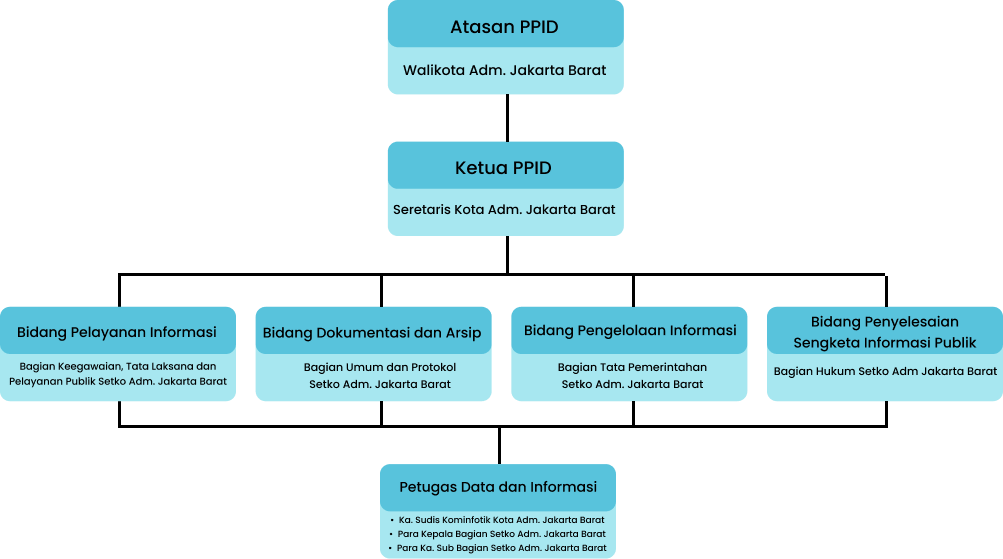 Atasan PPID
Walikota Adm. Jakarta Barat
Ketua PPID
Seretaris Kota Adm. Jakarta Barat
Bidang Pelayanan Informasi
Bagian Keegawaian, Tata Laksana dan
Pelayanan Publik Setko Adm. Jakarta Barat
Bidang Dokumentasi dan Arsip
Bagian Umum dan Protokol
Setko Adm. Jakarta Barat
Bidang Pengelolaan Informasi
Bagian Tata Pemerintahan
Setko Adm. Jakarta Barat
Bidang Penyelesaian
Sengketa Informasi Publik
Bagian Hukum Setko Adm Jakarta Barat
Petugas Data dan Informasi
• Ka. Sudis Kominfotik Kota Adm. Jakarta Barat
• Para Kepala Bagian Setko Adm. Jakarta Barat
• Para Ka. Sub Bagian Setko Adm. Jakarta Barat